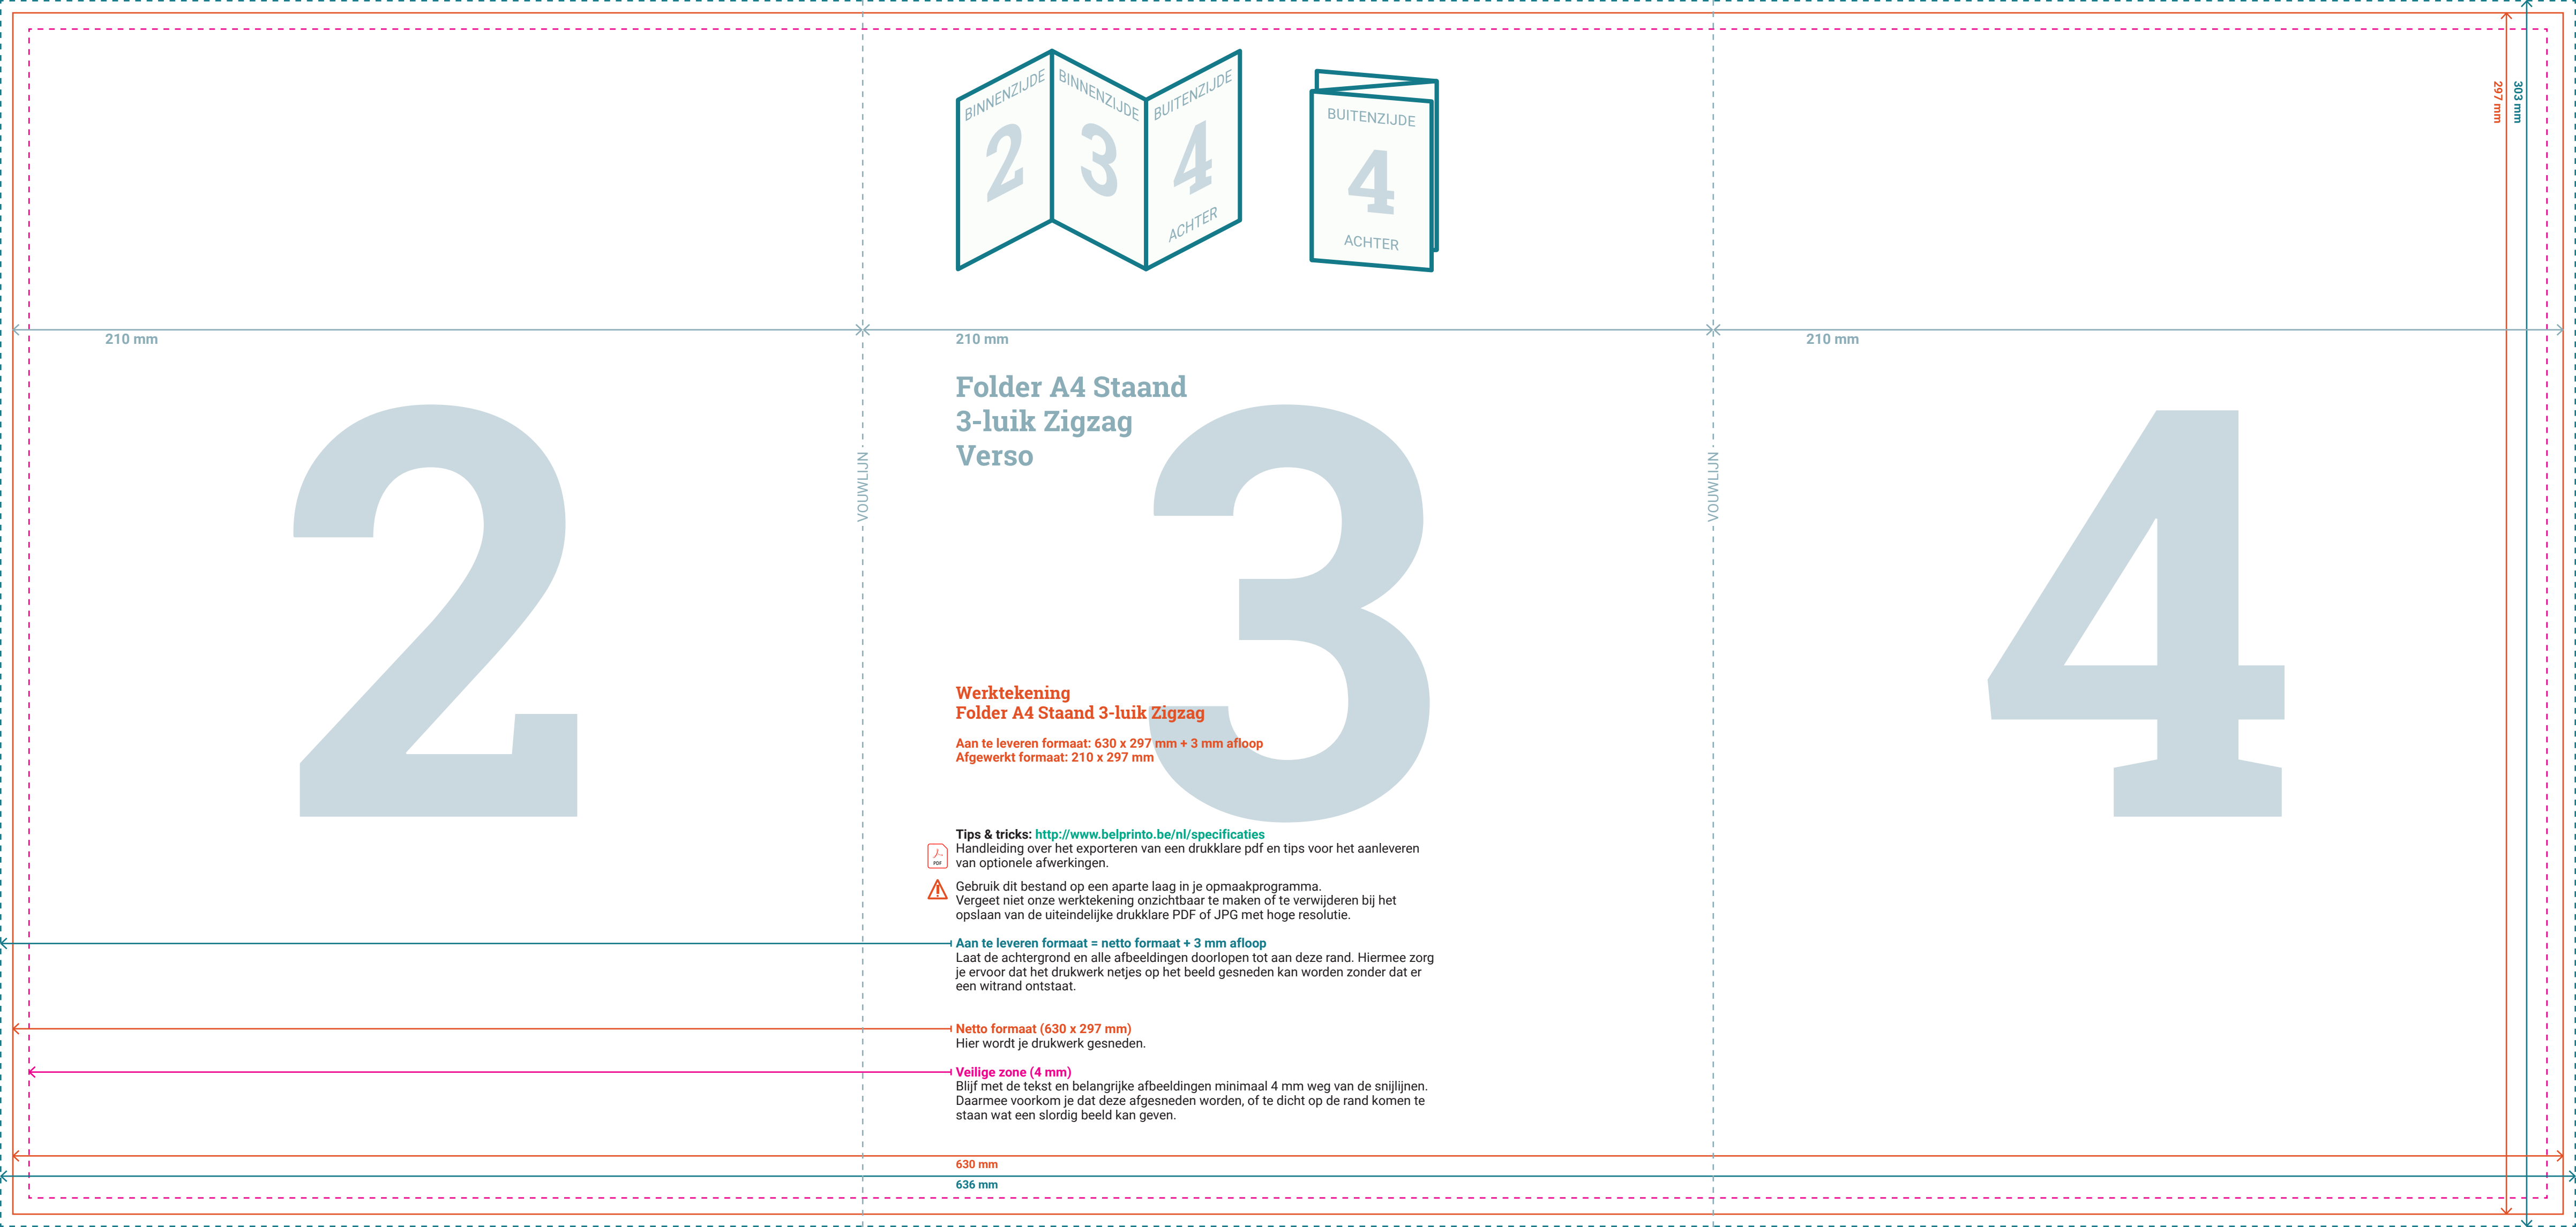 BINNENZIJDE
2
BINNENZIJDE
3
BUITENZIJDE
4
ACHTER
BUITENZIJDE
4
ACHTER
297 mm
303 mm
210 mm
210 mm
210 mm
2
3
4
VOUWLIJN
VOUWLIJN
Folder A4 Staand
3-luik Zigzag
Verso
Werktekening
Folder A4 Staand 3-luik Zigzag
Aan te leveren formaat: 630 x 297 mm + 3 mm afloop
Afgewerkt formaat: 210 x 297 mm
Tips & tricks: http://www.belprinto.be/nl/specificaties
Handleiding over het exporteren van een drukklare pdf en tips voor het aanleveren
van optionele afwerkingen.
PDF
Gebruik dit bestand op een aparte laag in je opmaakprogramma.
Vergeet niet onze werktekening onzichtbaar te maken of te verwijderen bij het
opslaan van de uiteindelijke drukklare PDF of JPG met hoge resolutie.
Aan te leveren formaat = netto formaat + 3 mm afloop
Laat de achtergrond en alle afbeeldingen doorlopen tot aan deze rand. Hiermee zorg
je ervoor dat het drukwerk netjes op het beeld gesneden kan worden zonder dat er
een witrand ontstaat.
Netto formaat (630 x 297 mm)
Hier wordt je drukwerk gesneden.
Veilige zone (4 mm)
Blijf met de tekst en belangrijke afbeeldingen minimaal 4 mm weg van de snijlijnen.
Daarmee voorkom je dat deze afgesneden worden, of te dicht op de rand komen te
staan wat een slordig beeld kan geven.
630 mm
636 mm